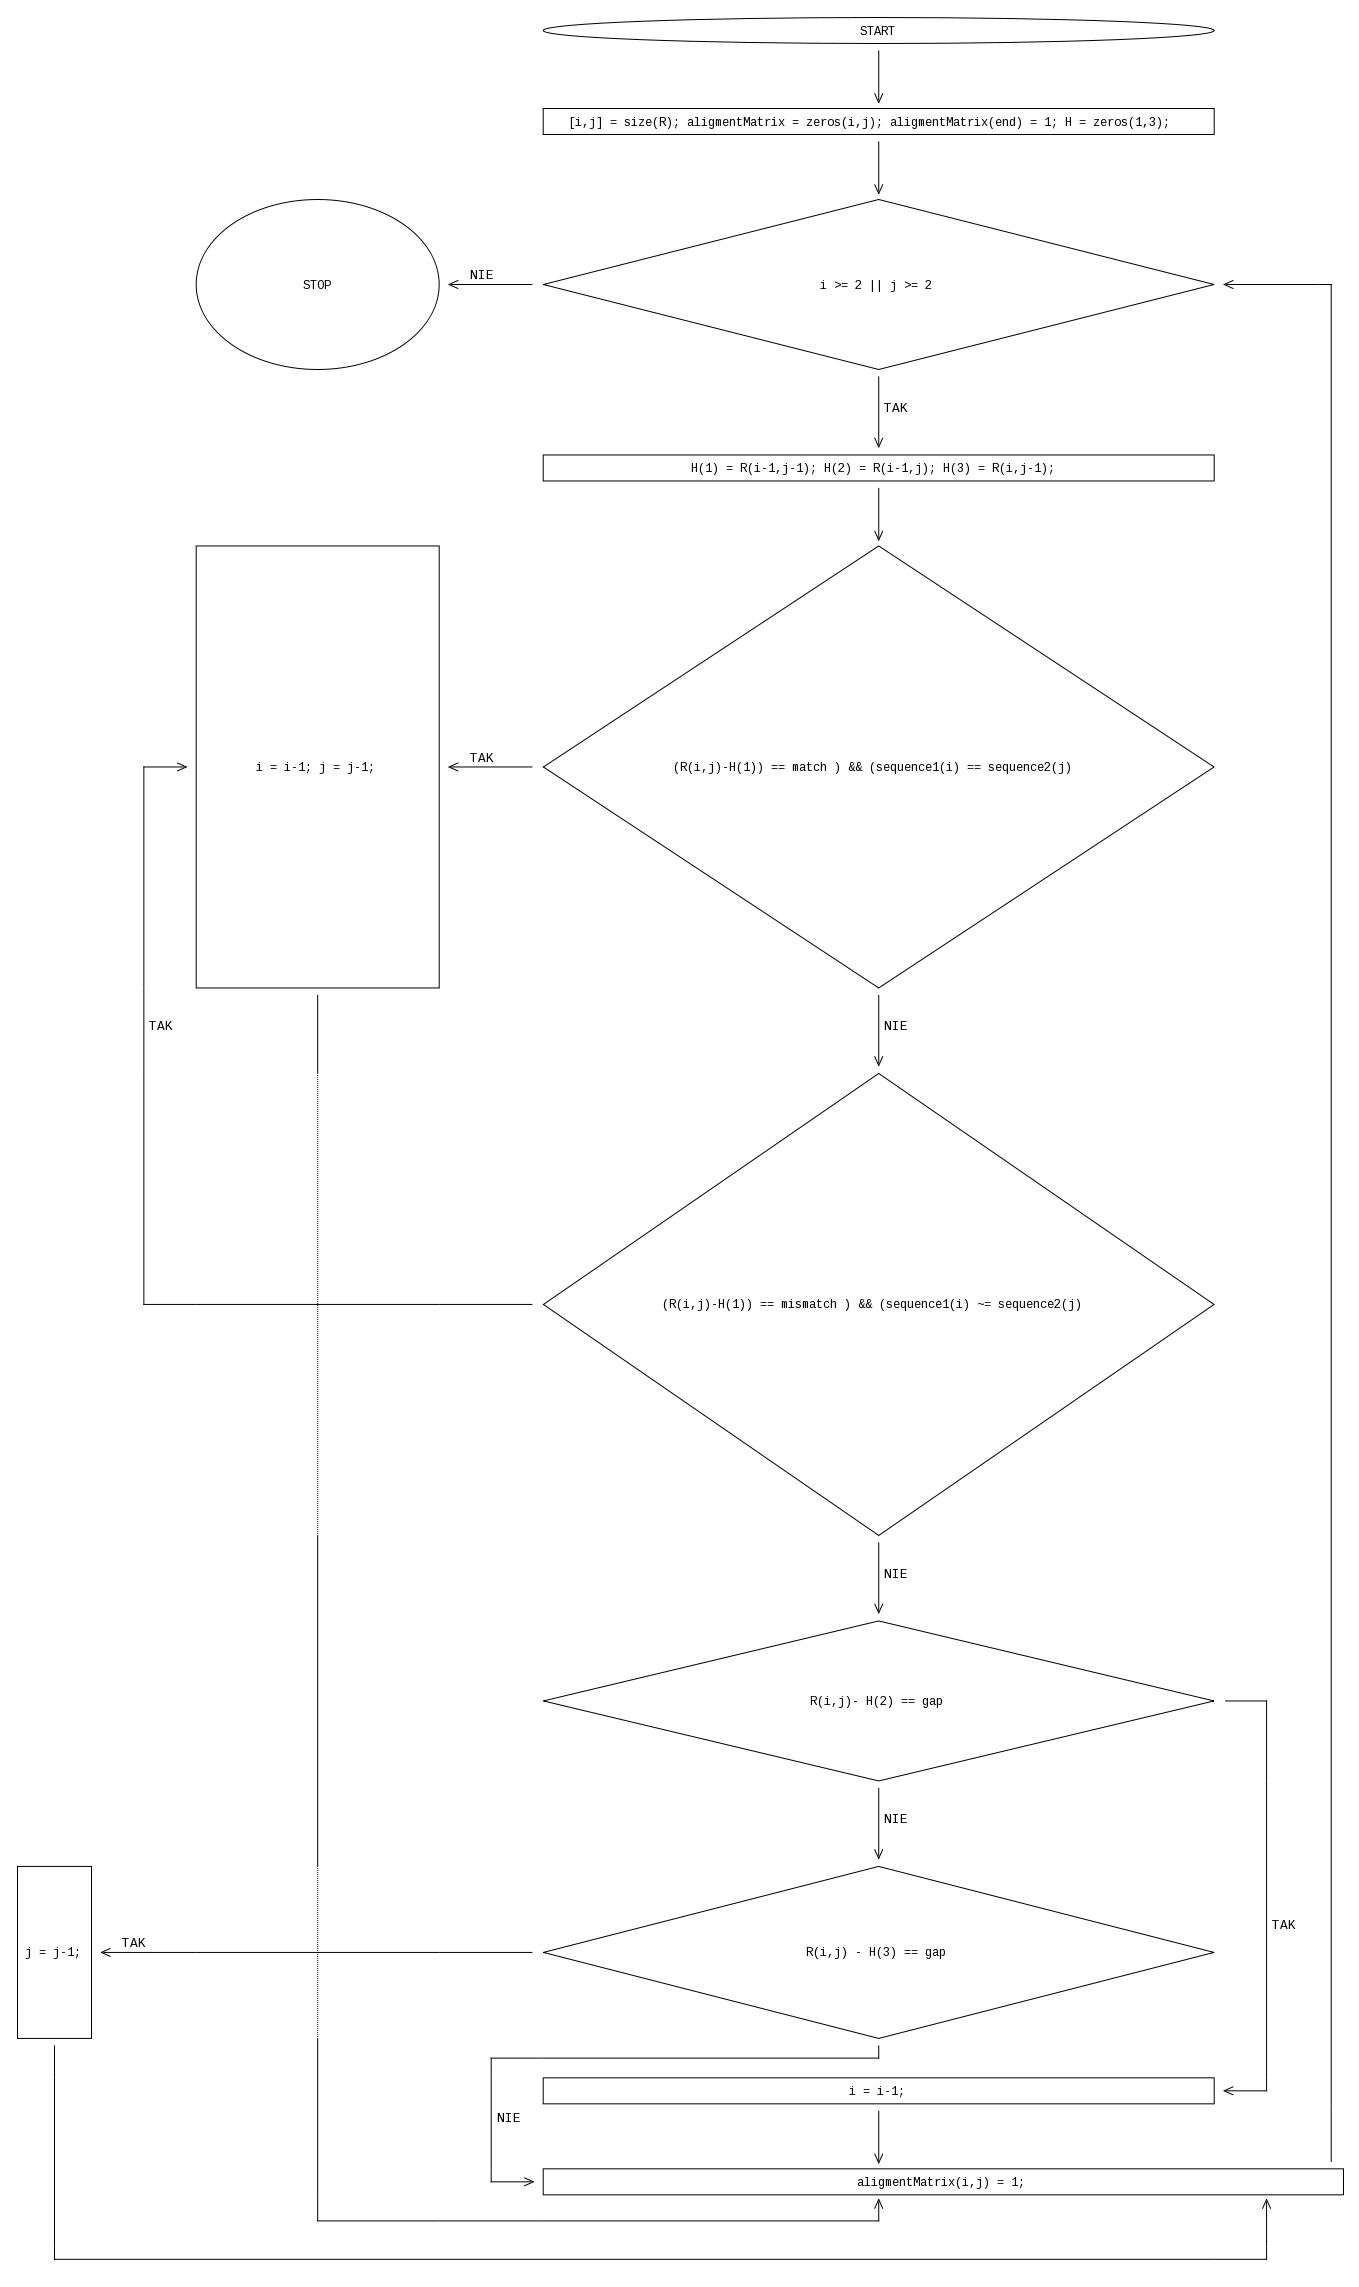 START
[i,j] = size(R); aligmentMatrix = zeros(i,j); aligmentMatrix(end) = 1; H = zeros(1,3);
NIE
STOP
i >= 2 || j >= 2
TAK
H(1) = R(i-1,j-1); H(2) = R(i-1,j); H(3) = R(i,j-1);
TAK
i = i-1; j = j-1;
(R(i,j)-H(1)) == match ) && (sequence1(i) == sequence2(j)
TAK
NIE
(R(i,j)-H(1)) == mismatch ) && (sequence1(i) ~= sequence2(j)
NIE
R(i,j)- H(2) == gap
NIE
TAK
TAK
j = j-1;
R(i,j) - H(3) == gap
i = i-1;
NIE
aligmentMatrix(i,j) = 1;